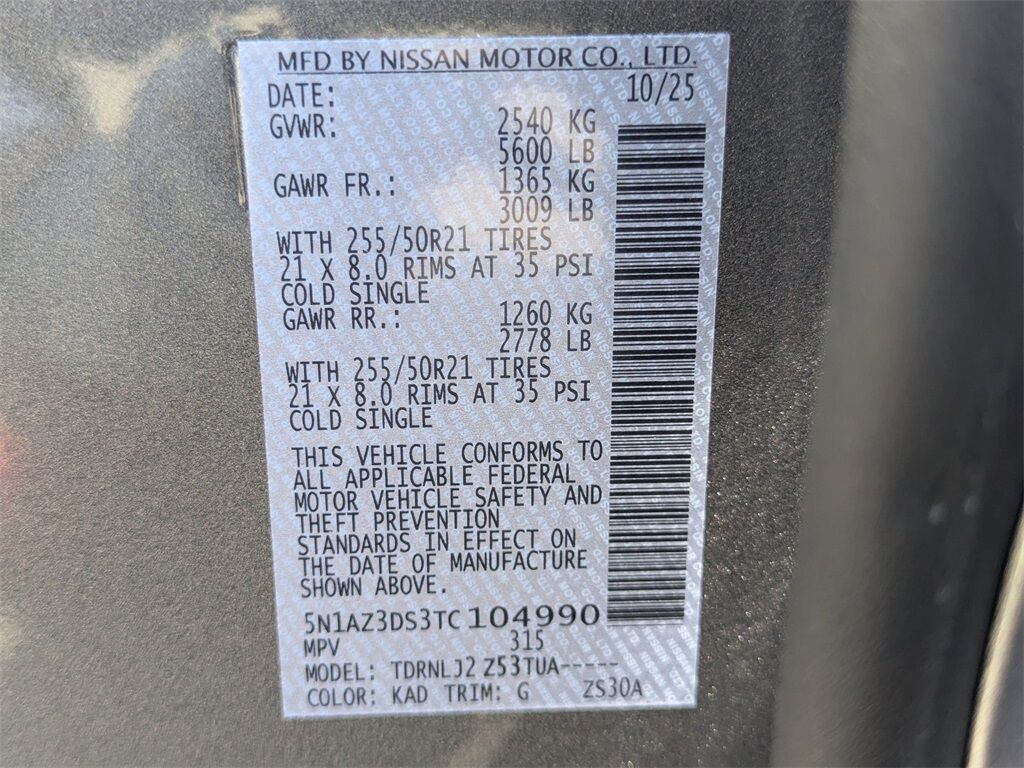 MFD BY NISSAN MOTOR CO., LTD.
DATE: 10/25
GVWR: 2540 KG
5600 LB
GAWR FR.: 1365 KG
3009 LB
WITH 255/50R21 TIRES
21 X 8.0 RIMS AT 35 PSI
COLD SINGLE
GAWR RR.: 1260 KG
2778 LB
WITH 255/50R21 TIRES
21 X 8.0 RIMS AT 35 PSI
COLD SINGLE
THIS VEHICLE CONFORMS TO
ALL APPLICABLE FEDERAL
MOTOR VEHICLE SAFETY AND
THEFT PREVENTION
STANDARDS IN EFFECT ON
THE DATE OF MANUFACTURE
SHOWN ABOVE.
5N1AZ3DS3TC104990
MPV 315
MODEL: TDRNLJ2 Z53TUA-----
COLOR: KAD TRIM: G ZS30A